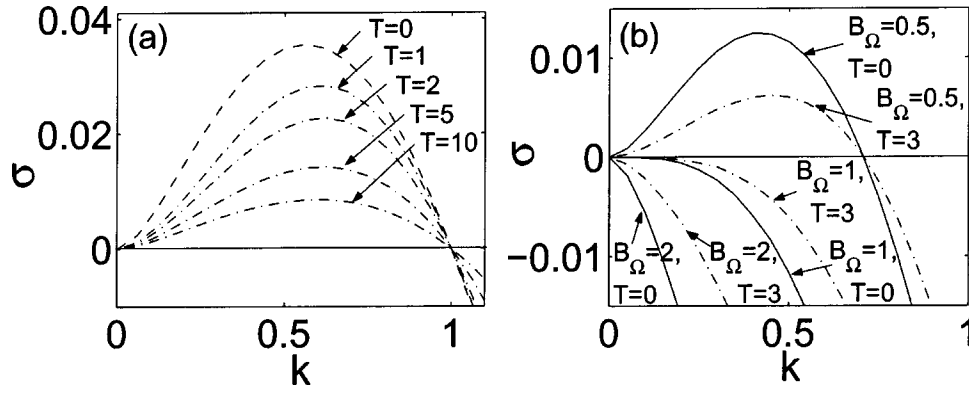 (a)
0.04
0.02
0
σ
T=0
T=1
T=2
T=5
T=10
0
0.5
1
k
(b)
0.01
0
−0.01
σ
B_Ω=0.5,
T=0
B_Ω=0.5,
T=3
B_Ω=1,
T=3
B_Ω=2,
T=0
B_Ω=2,
T=3
B_Ω=1,
T=0
0
0.5
1
k